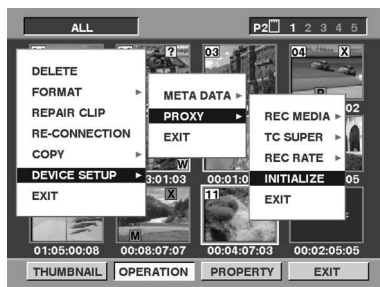 ALL
P2 1 2 3 4 5
? 03 04 X
DELETE
FORMAT
REPAIR CLIP
RE-CONNECTION
COPY
DEVICE SETUP
EXIT
META DATA
PROXY
EXIT
REC MEDIA
TC SUPER
REC RATE
INITIALIZE
EXIT
R
02
W
3:01:03 00:01:0 05
X 11
M
01:05:00:08 00:08:07:07 00:04:07:03 00:02:05:05
THUMBNAIL OPERATION PROPERTY EXIT